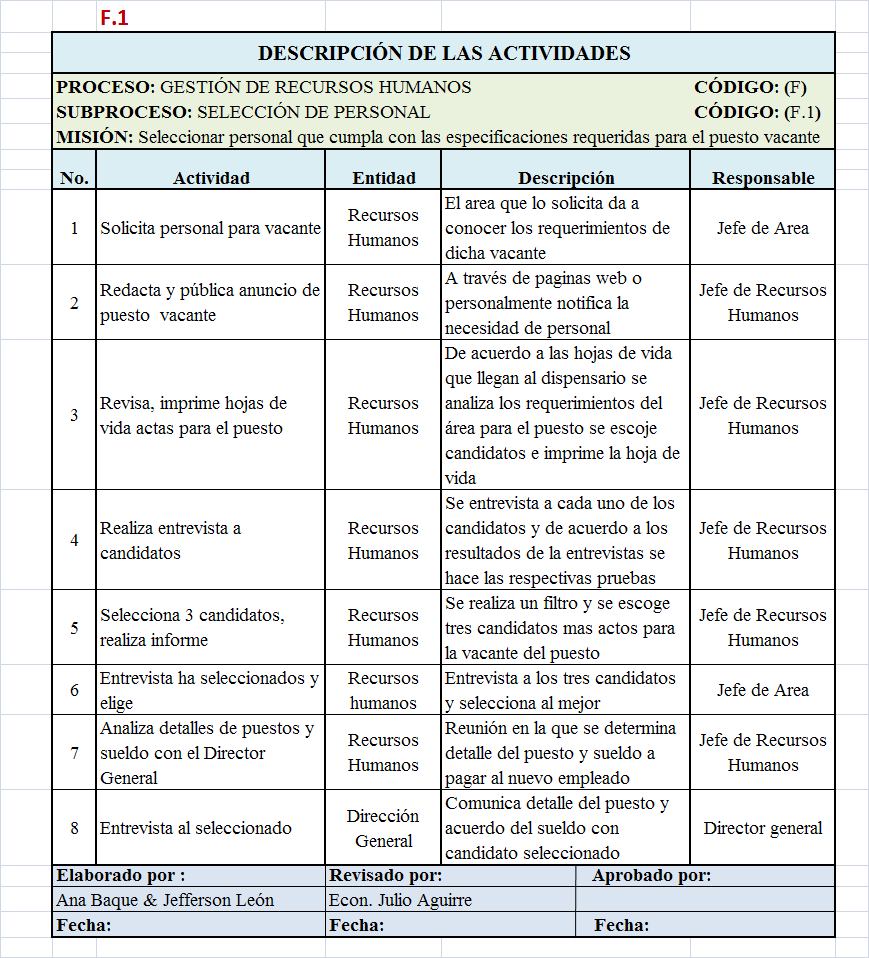 F.1
DESCRIPCIÓN DE LAS ACTIVIDADES
PROCESO: GESTIÓN DE RECURSOS HUMANOS CÓDIGO: (F)
SUBPROCESO: SELECCIÓN DE PERSONAL CÓDIGO: (F.1)
MISIÓN: Seleccionar personal que cumpla con las especificaciones requeridas para el puesto vacante
No. Actividad Entidad Descripción Responsable
1
Solicita personal para vacante
Recursos
Humanos
El area que lo solicita da a
conocer los requerimientos de
dicha vacante
Jefe de Area
2
Redacta y pública anuncio de
puesto vacante
Recursos
Humanos
A través de paginas web o
personalmente notifica la
necesidad de personal
Jefe de Recursos
Humanos
3
Revisa, imprime hojas de
vida actas para el puesto
Recursos
Humanos
De acuerdo a las hojas de vida
que llegan al dispensario se
analiza los requerimientos del
área para el puesto se escoje
candidatos e imprime la hoja de
vida
Jefe de Recursos
Humanos
4
Realiza entrevista a
candidatos
Recursos
Humanos
Se entrevista a cada uno de los
candidatos y de acuerdo a los
resultados de la entrevistas se
hace las respectivas pruebas
Jefe de Recursos
Humanos
5
Selecciona 3 candidatos,
realiza informe
Recursos
Humanos
Se realiza un filtro y se escoge
tres candidatos mas actos para
la vacante del puesto
Jefe de Recursos
Humanos
6
Entrevista ha seleccionados y
elige
Recursos
humanos
Entrevista a los tres candidatos
y selecciona al mejor
Jefe de Area
7
Analiza detalles de puestos y
sueldo con el Director
General
Recursos
Humanos
Reunión en la que se determina
detalle del puesto y sueldo a
pagar al nuevo empleado
Jefe de Recursos
Humanos
8
Entrevista al seleccionado
Dirección
General
Comunica detalle del puesto y
acuerdo del sueldo con
candidato seleccionado
Director general
Elaborado por : Revisado por: Aprobado por:
Ana Baque & Jefferson León Econ. Julio Aguirre
Fecha: Fecha: Fecha: